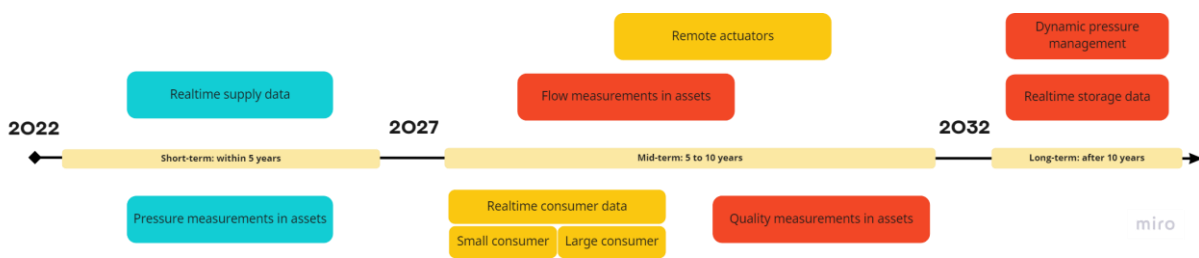 Remote actuators
Dynamic pressure
management
Realtime supply data
Flow measurements in assets
Realtime storage data
2022
2027
2032
Short-term: within 5 years
Mid-term: 5 to 10 years
Long-term: after 10 years
Pressure measurements in assets
Realtime consumer data
Small consumer
Large consumer
Quality measurements in assets
miro